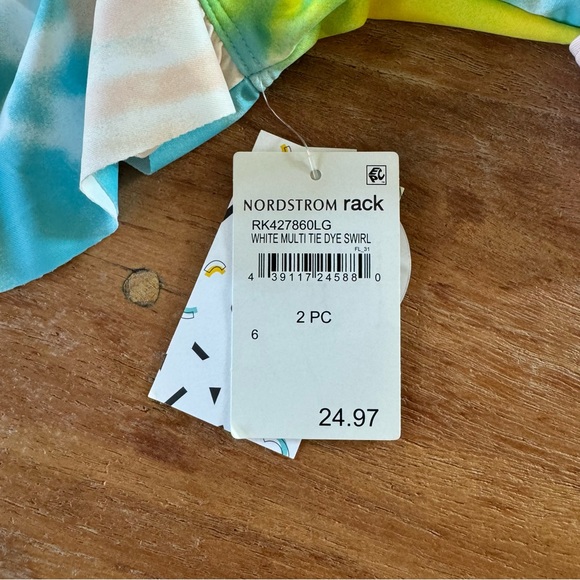 NORDSTROM rack
RK427860LG
WHITE MULTI TIE DYE SWIRL
FL_31
4 39117 24588 0
2 PC
6
24.97